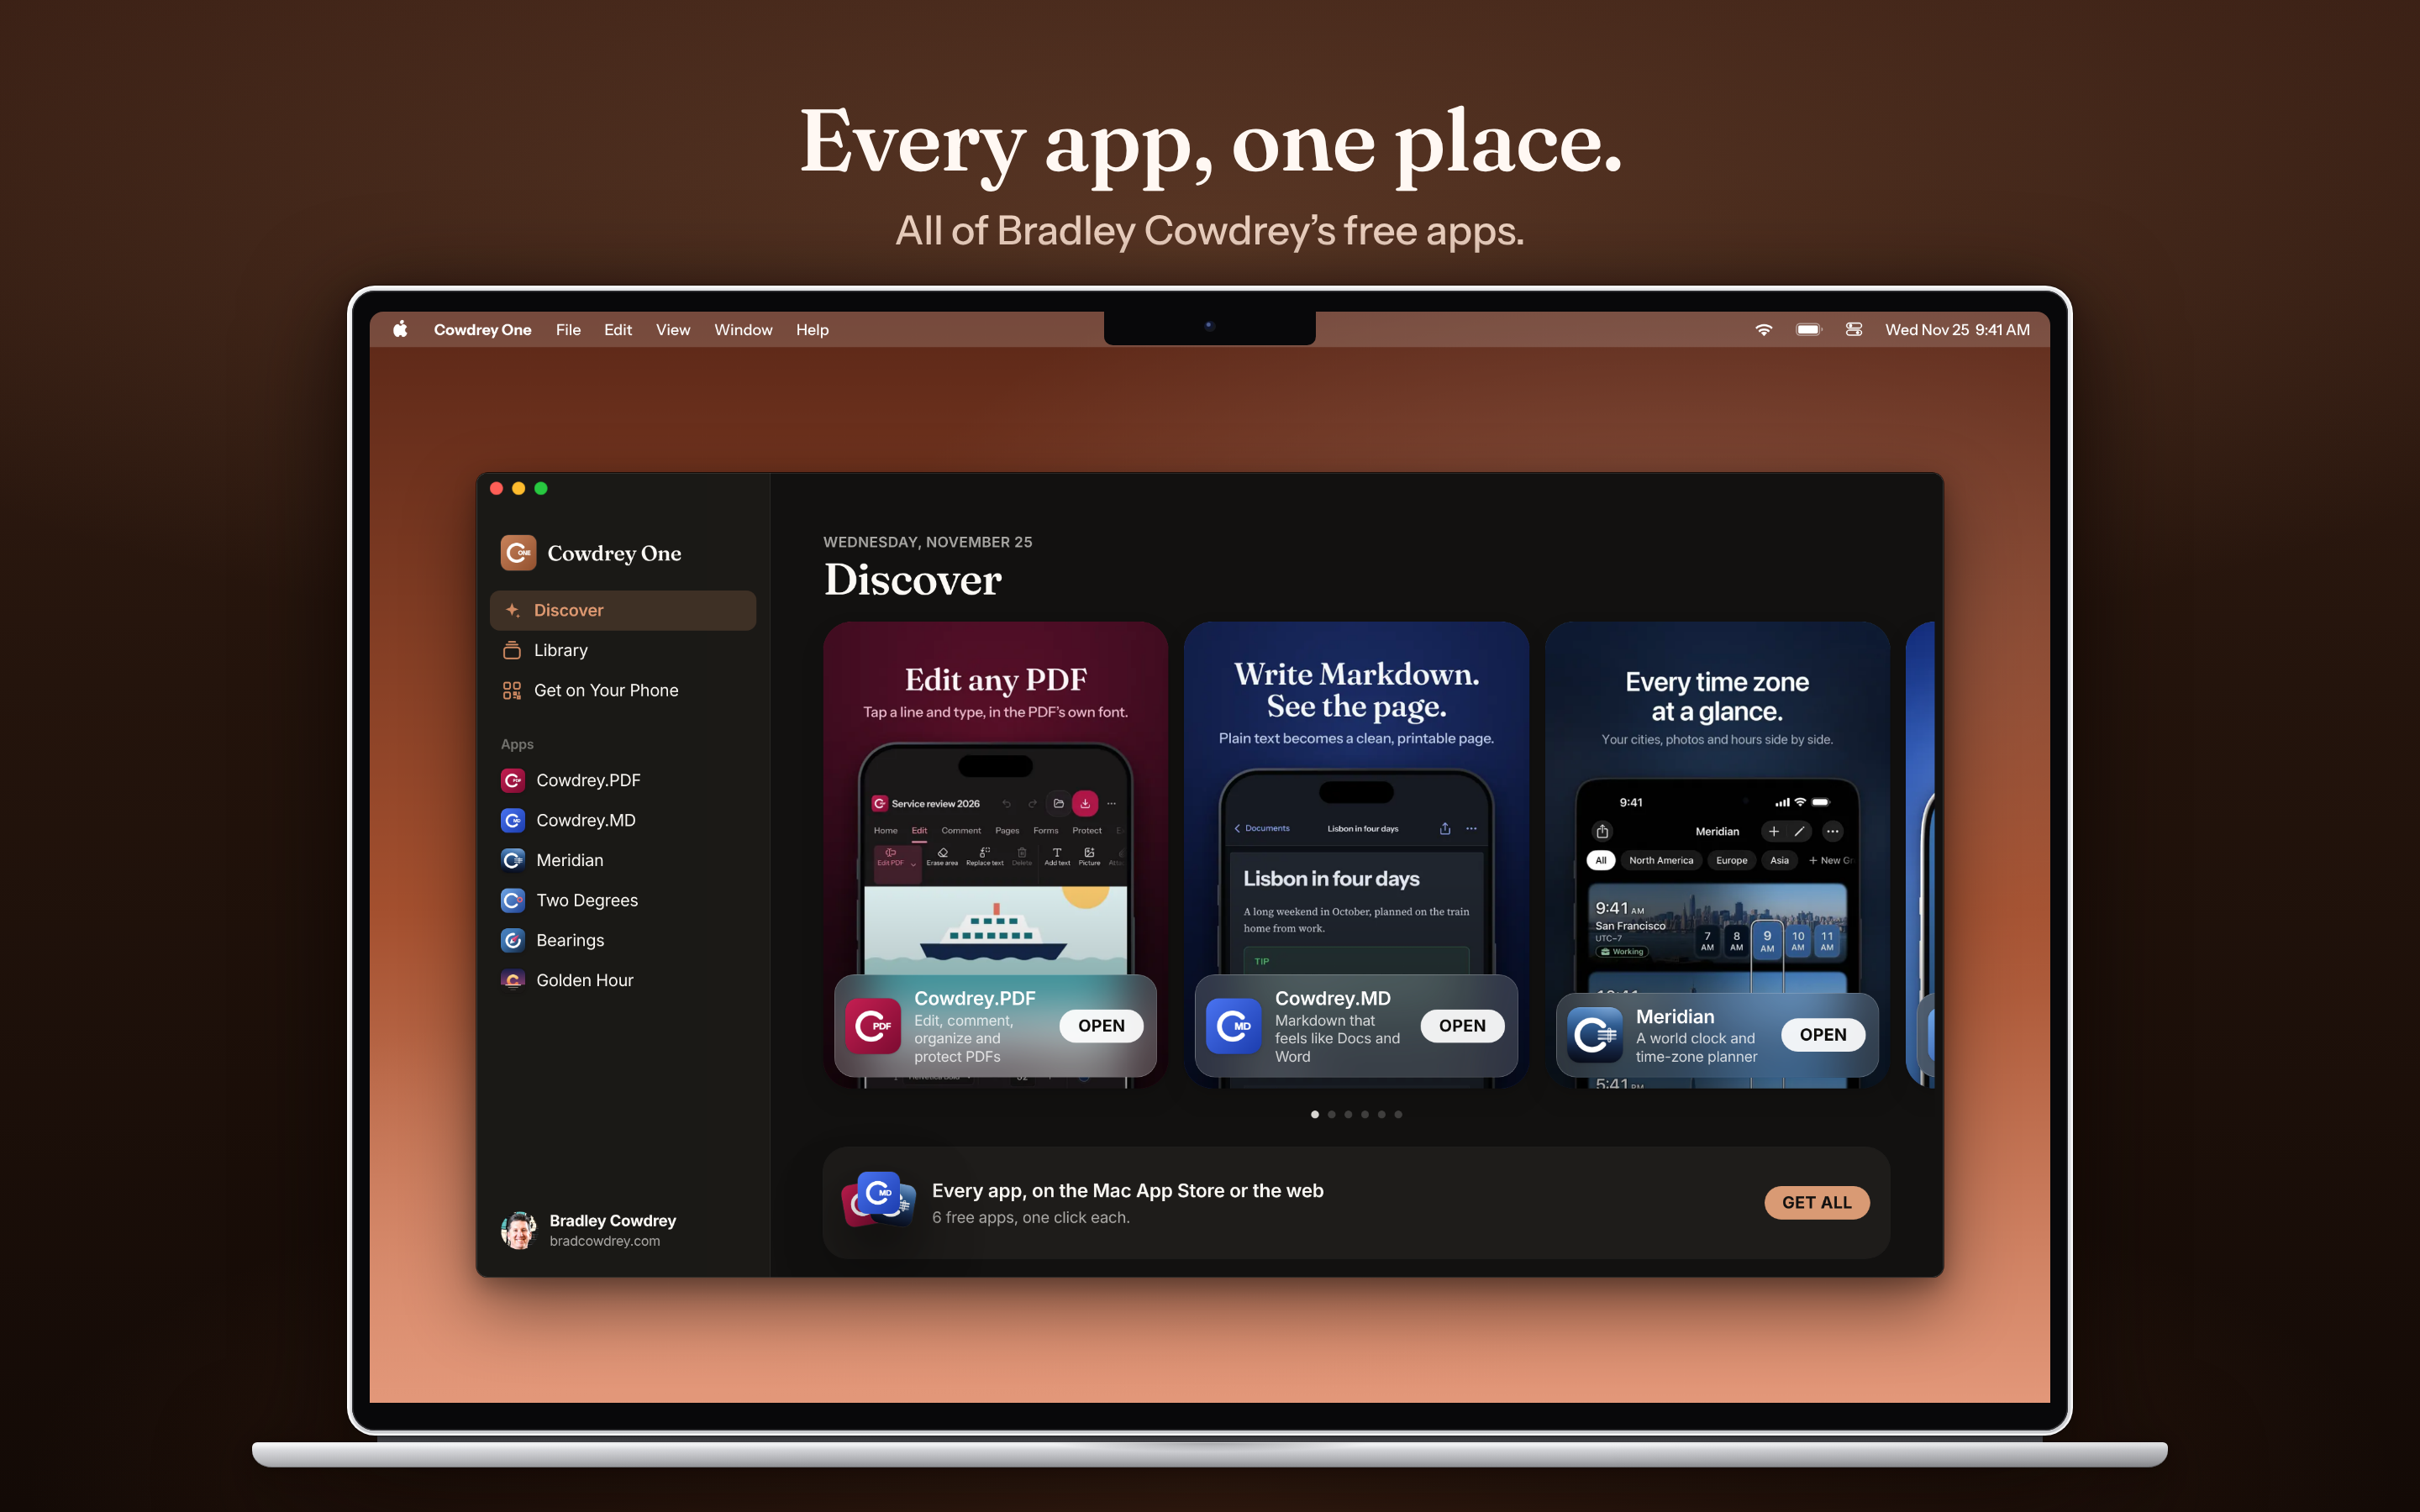 Every app, one place.
All of Bradley Cowdrey’s free apps.
Cowdrey One File Edit View Window Help
Wed Nov 25 9:41 AM
Cowdrey One
Discover
Library
Get on Your Phone
Apps
Cowdrey.PDF
Cowdrey.MD
Meridian
Two Degrees
Bearings
Golden Hour
Bradley Cowdrey
bradcowdrey.com
WEDNESDAY, NOVEMBER 25
Discover
Edit any PDF
Tap a line and type, in the PDF’s own font.
Service review 2026
Home Edit Comment Pages Forms Protect
Edit PDF Erase area Replace text Delete Add text Picture
Cowdrey.PDF
Edit, comment,
organize and
protect PDFs
PDF
OPEN
Write Markdown.
See the page.
Plain text becomes a clean, printable page.
Documents Lisbon in four days
Lisbon in four days
A long weekend in October, planned on the train
home from work.
TIP
Cowdrey.MD
Markdown that
feels like Docs and
Word
MD
OPEN
Every time zone
at a glance.
Your cities, photos and hours side by side.
9:41
Meridian
All North America Europe Asia + New
9:41 AM
San Francisco
UTC–7
Working
7 AM 8 AM 9 AM 10 AM 11 AM
Meridian
A world clock and
time-zone planner
OPEN
5:41 PM
MD
Every app, on the Mac App Store or the web
6 free apps, one click each.
GET ALL